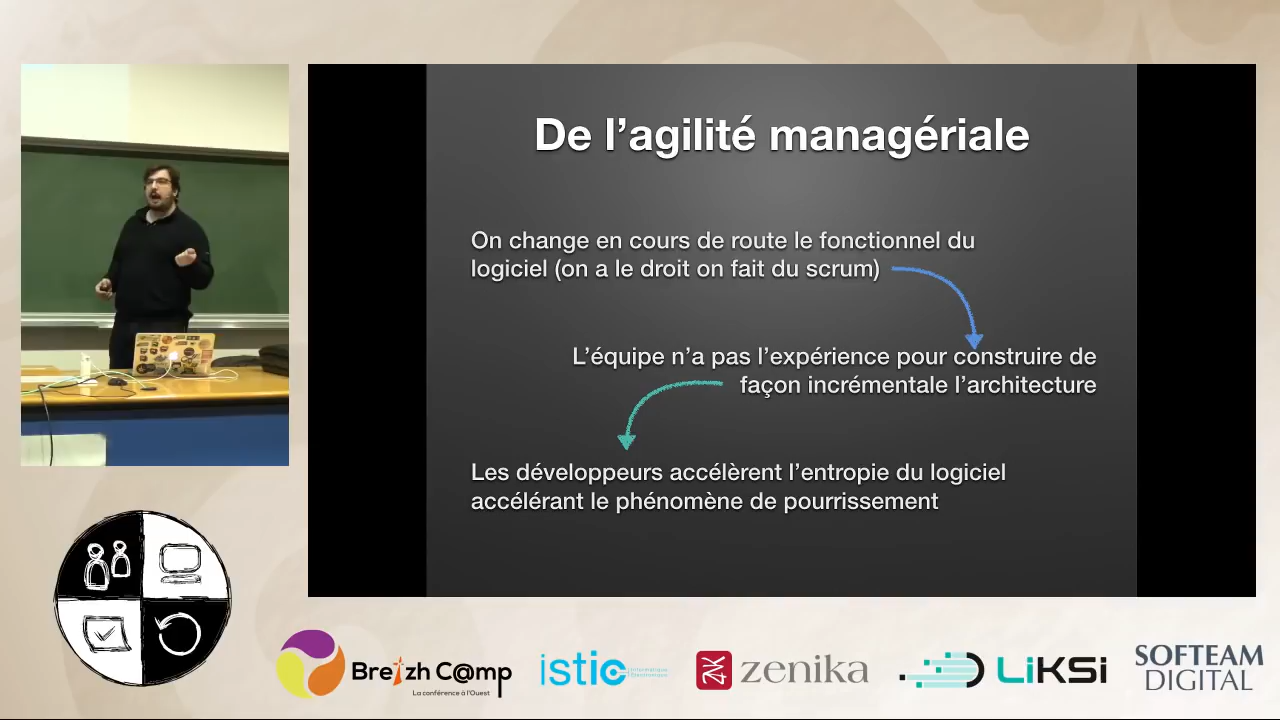 De l’agilité managériale
On change en cours de route le fonctionnel du
logiciel (on a le droit on fait du scrum)
L’équipe n’a pas l’expérience pour construire de
façon incrémentale l’architecture
Les développeurs accélèrent l’entropie du logiciel
accélérant le phénomène de pourrissement
Breizh C@mp
La conférence à l'Ouest
istic
Informatique
Électronique
zenika
LiKSi
SOFTEAM
DIGITAL